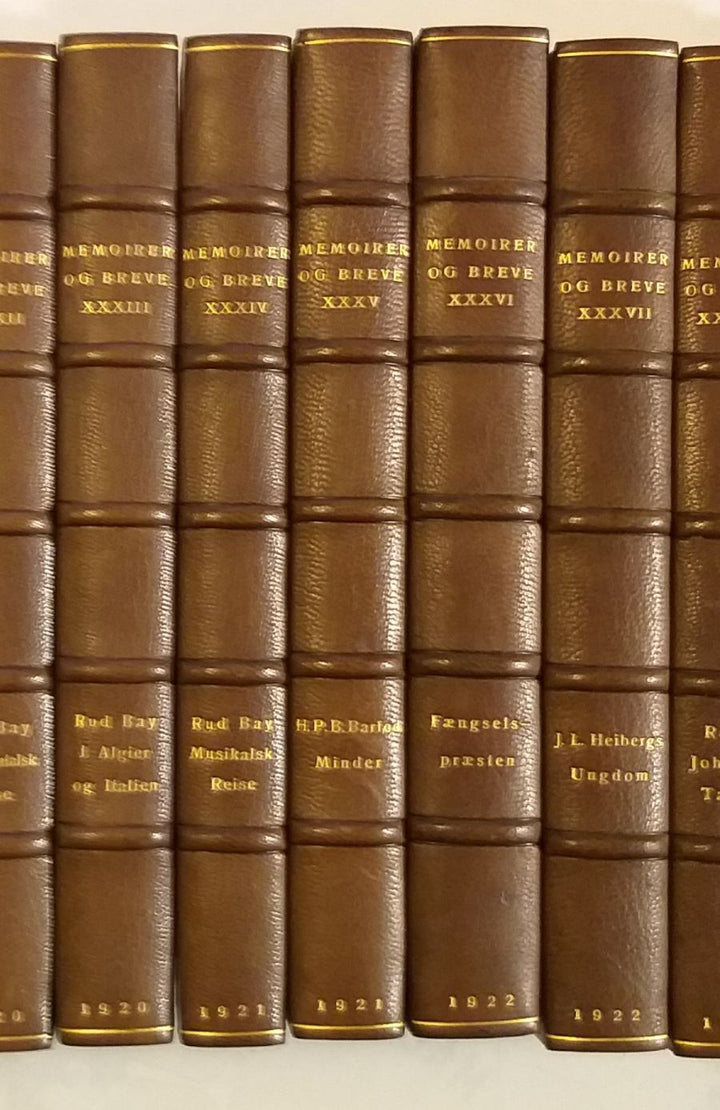 MEMOIRER
OG BREVE
XXXIII
Rud Bay
I Algier
og Italien
1920
MEMOIRER
OG BREVE
XXXIV
Rud Bay
Musikalsk
Reise
1921
MEMOIRER
OG BREVE
XXXV
H.P.B. Barfod
Minder
1921
MEMOIRER
OG BREVE
XXXVI
Fængsels-
præsten
1922
MEMOIRER
OG BREVE
XXXVII
J. L. Heibergs
Ungdom
1922